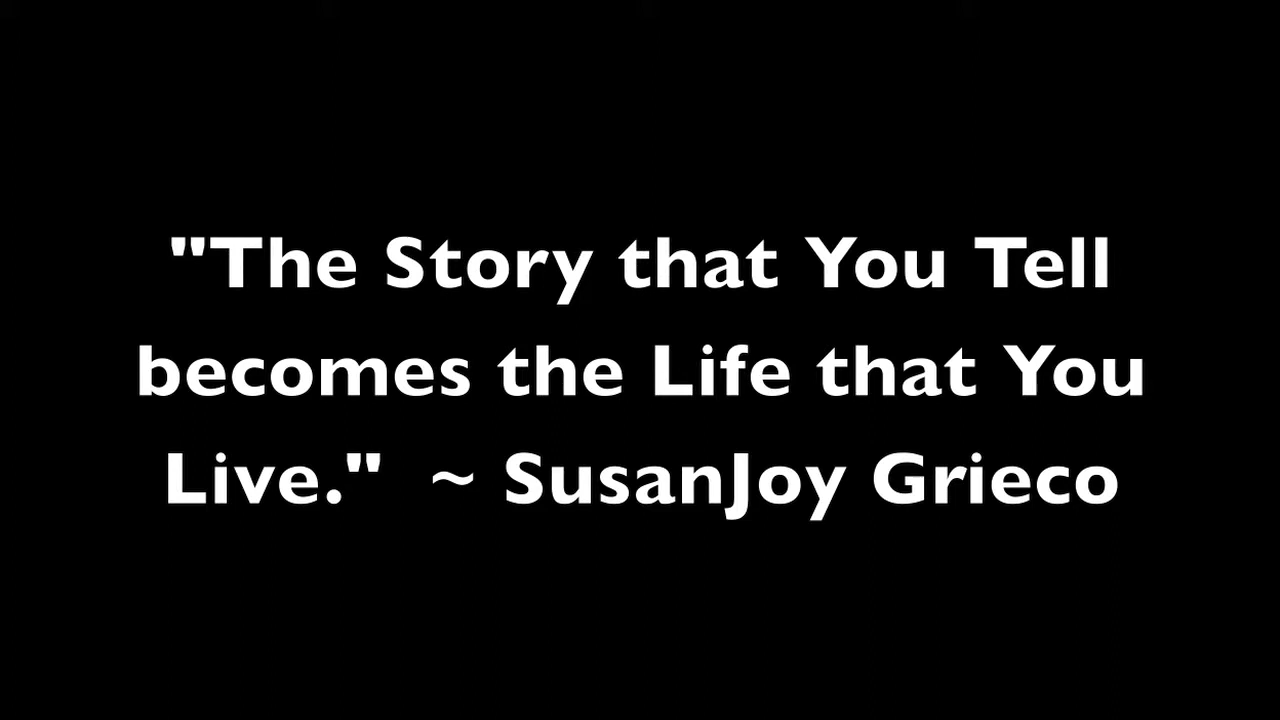 "The Story that You Tell
becomes the Life that You
Live."  ~ SusanJoy Grieco